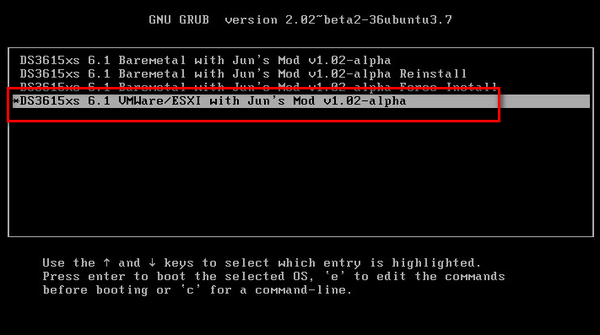 GNU GRUB version 2.02~beta2-36ubuntu3.7
DS3615xs 6.1 Baremetal with Jun's Mod v1.02-alpha
DS3615xs 6.1 Baremetal with Jun's Mod v1.02-alpha Reinstall
DS3615xs 6.1 Baremetal with Jun's Mod v1.02-alpha Force Install
*DS3615xs 6.1 VMWare/ESXI with Jun's Mod v1.02-alpha
Use the ↑ and ↓ keys to select which entry is highlighted.
Press enter to boot the selected OS, `e' to edit the commands
before booting or `c' for a command-line.